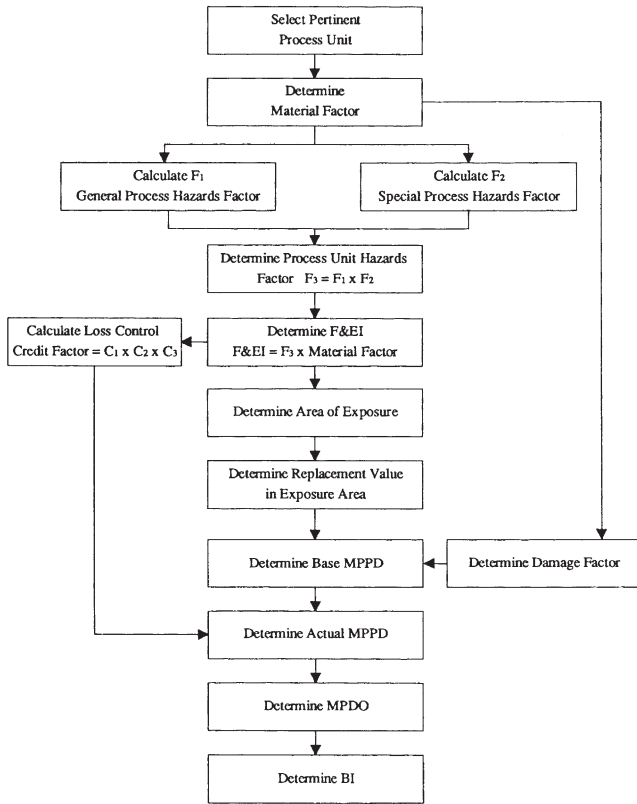 Select Pertinent
Process Unit
Determine
Material Factor
Calculate F₁
General Process Hazards Factor
Calculate F₂
Special Process Hazards Factor
Determine Process Unit Hazards
Factor F₃ = F₁ x F₂
Calculate Loss Control
Credit Factor = C₁ x C₂ x C₃
Determine F&EI
F&EI = F₃ x Material Factor
Determine Area of Exposure
Determine Replacement Value
in Exposure Area
Determine Base MPPD
Determine Damage Factor
Determine Actual MPPD
Determine MPDO
Determine BI